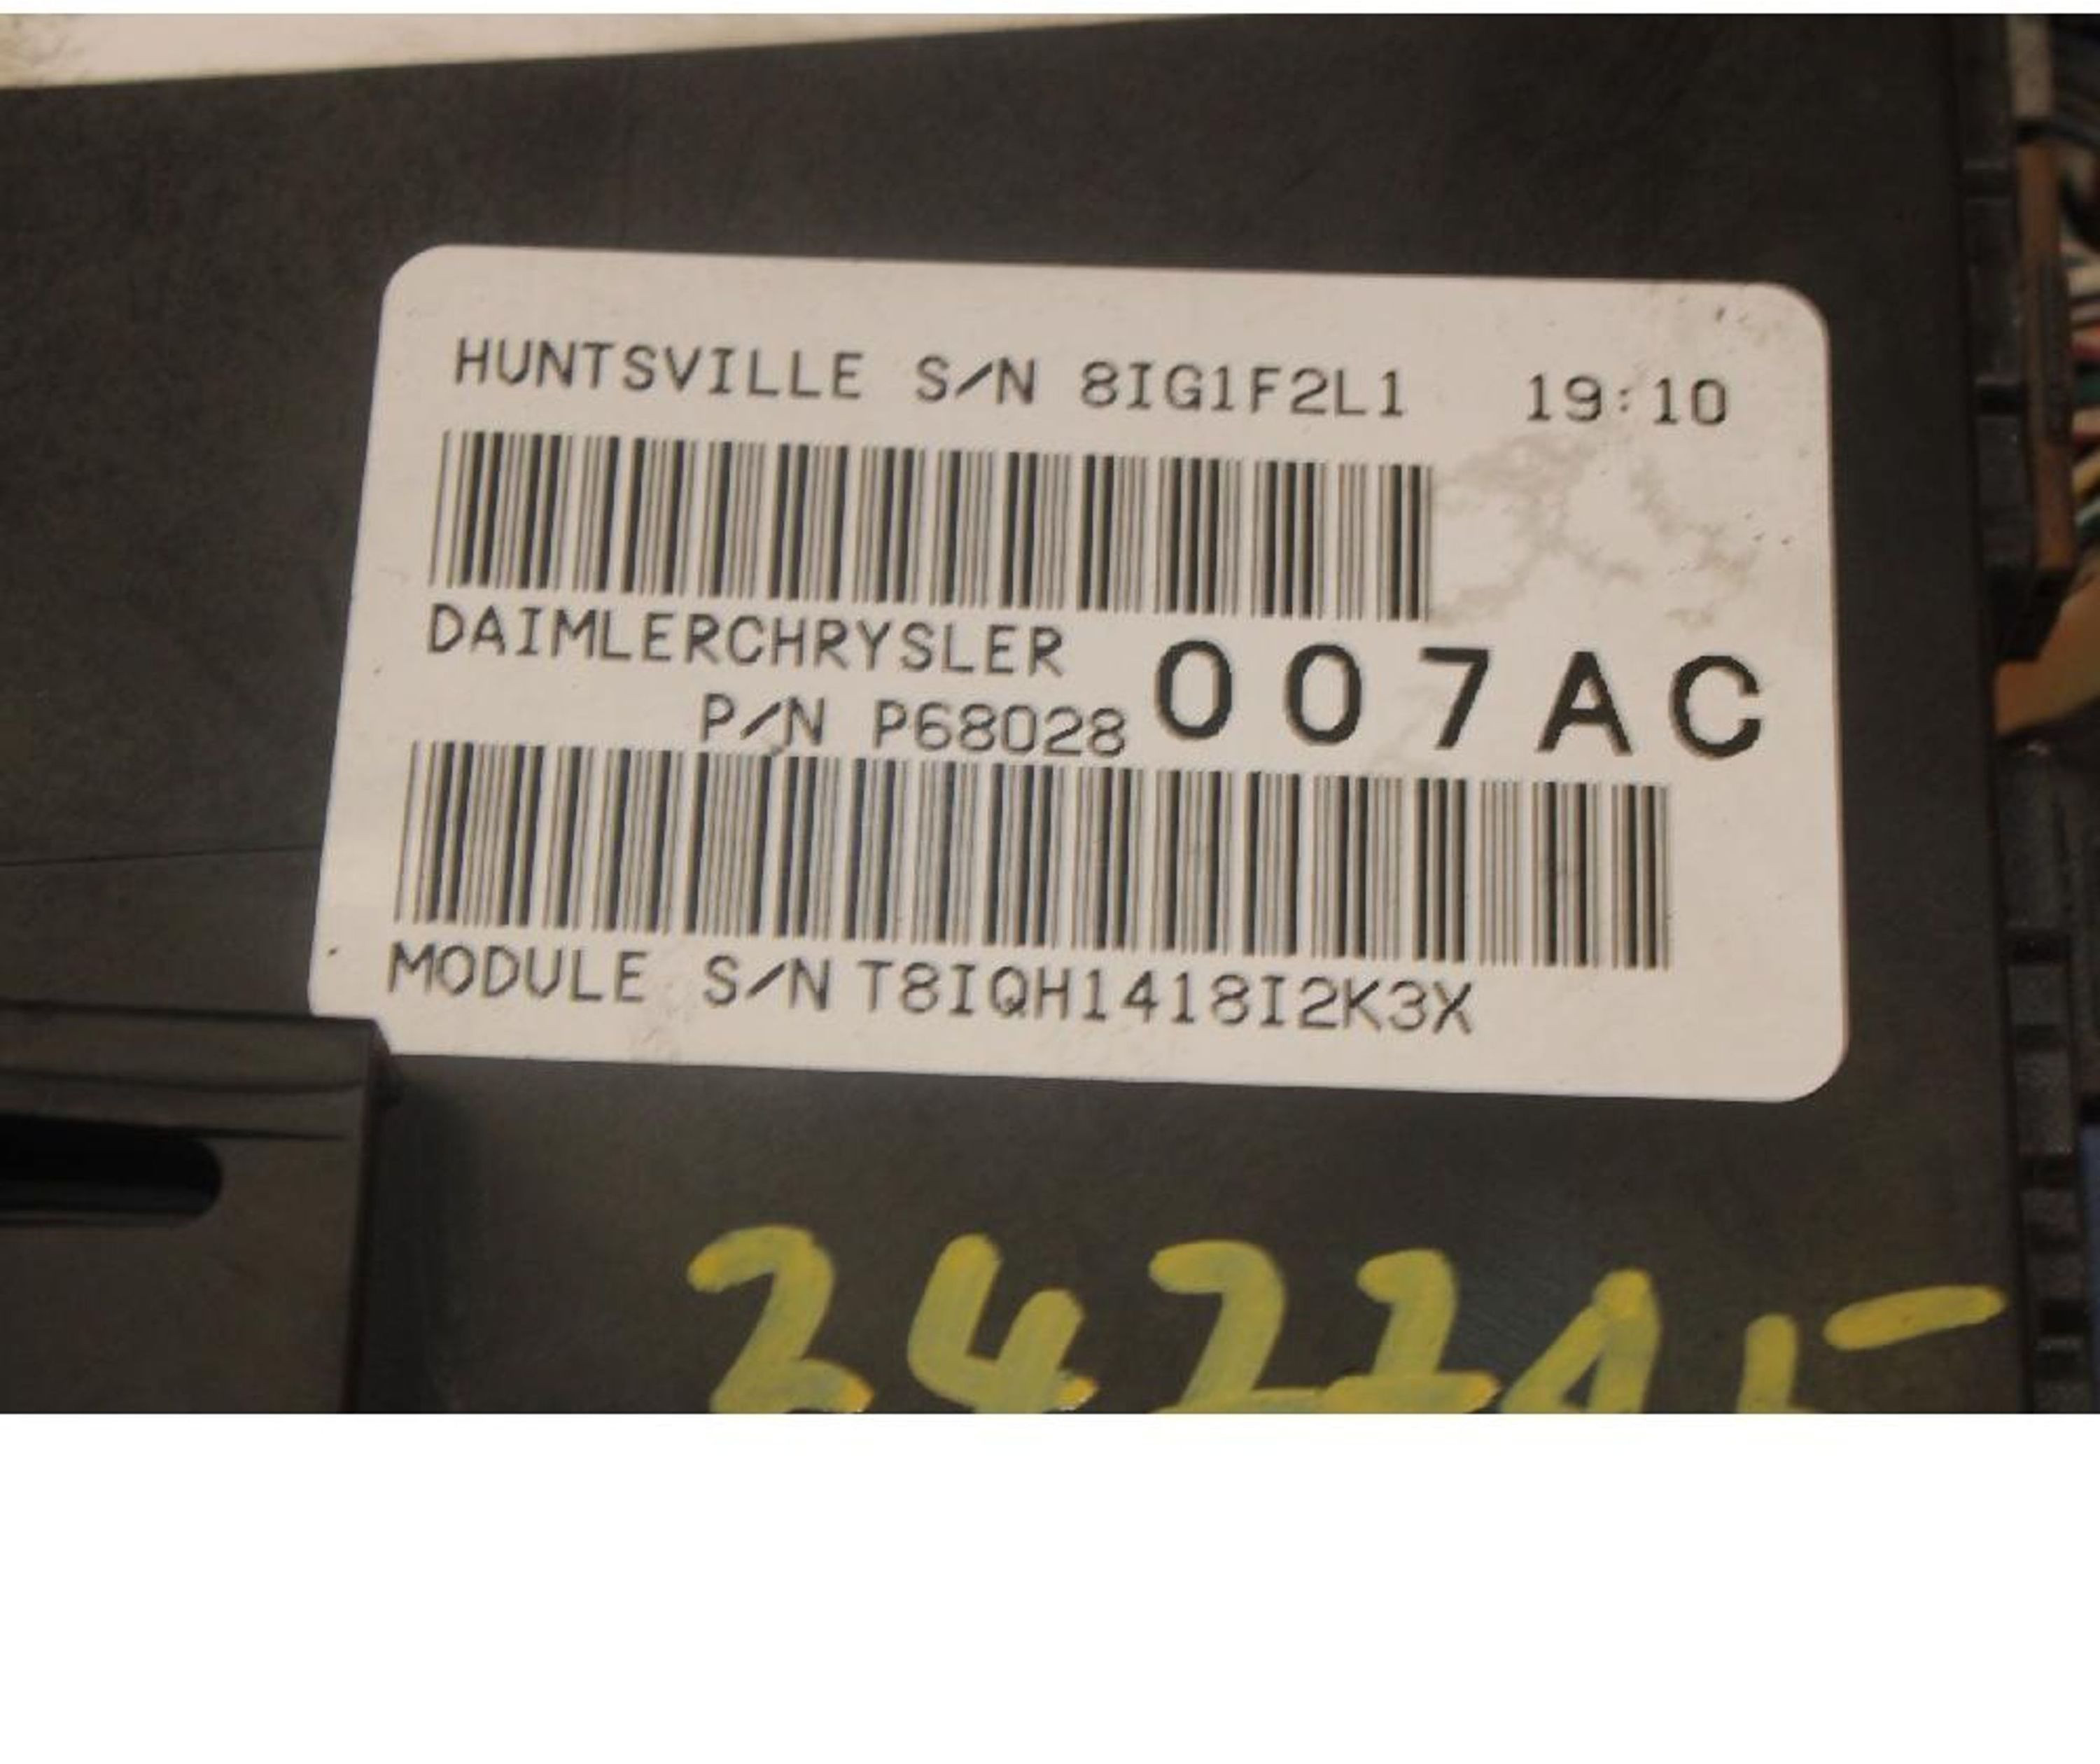 HUNTSVILLE S/N 8IG1F2L1 19:10
DAIMLERCHRYSLER
P/N P68028 007AC
MODULE S/N T8IQH1418I2K3X